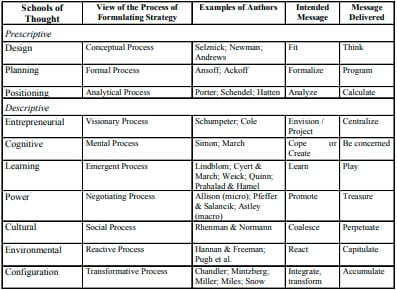 Schools of Thought | View of the Process of Formulating Strategy | Examples of Authors | Intended Message | Message Delivered
Prescriptive
Design | Conceptual Process | Selznick; Newman; Andrews | Fit | Think
Planning | Formal Process | Ansoff; Ackoff | Formalize | Program
Positioning | Analytical Process | Porter; Schendel; Hatten | Analyze | Calculate
Descriptive
Entrepreneurial | Visionary Process | Schumpeter; Cole | Envision / Project | Centralize
Cognitive | Mental Process | Simon; March | Cope or Create | Be concerned
Learning | Emergent Process | Lindblom; Cyert & March; Weick; Quinn; Prahalad & Hamel | Learn | Play
Power | Negotiating Process | Allison (micro); Pfeffer & Salancik; Astley (macro) | Promote | Treasure
Cultural | Social Process | Rhenman & Normann | Coalesce | Perpetuate
Environmental | Reactive Process | Hannan & Freeman; Pugh et al. | React | Capitulate
Configuration | Transformative Process | Chandler; Mintzberg; Miller; Miles; Snow | Integrate, transform | Accumulate